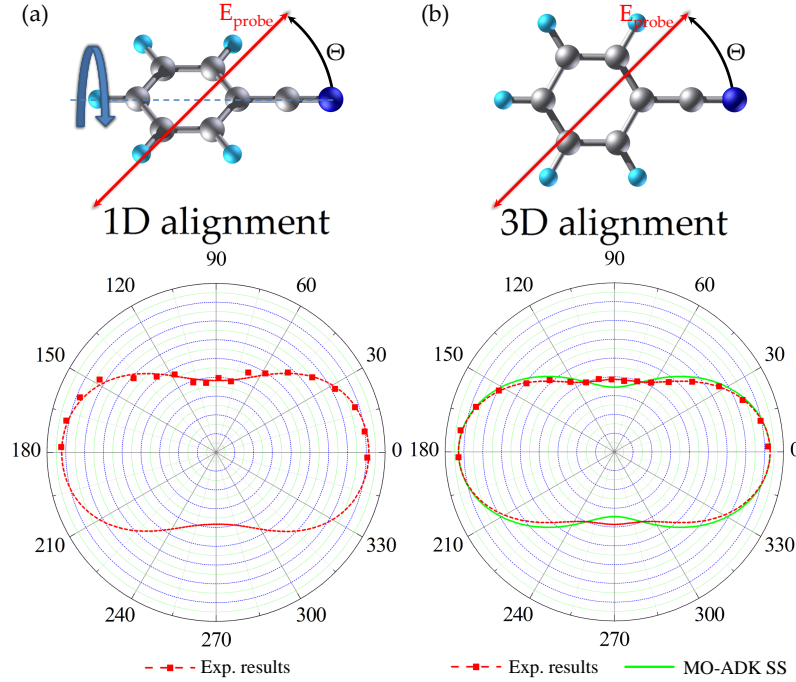 (a)
E_probe
Θ
1D alignment
90
120
60
150
30
180
0
210
330
240
300
270
Exp. results
(b)
E_probe
Θ
3D alignment
90
120
60
150
30
180
0
210
330
240
300
270
Exp. results
MO-ADK SS